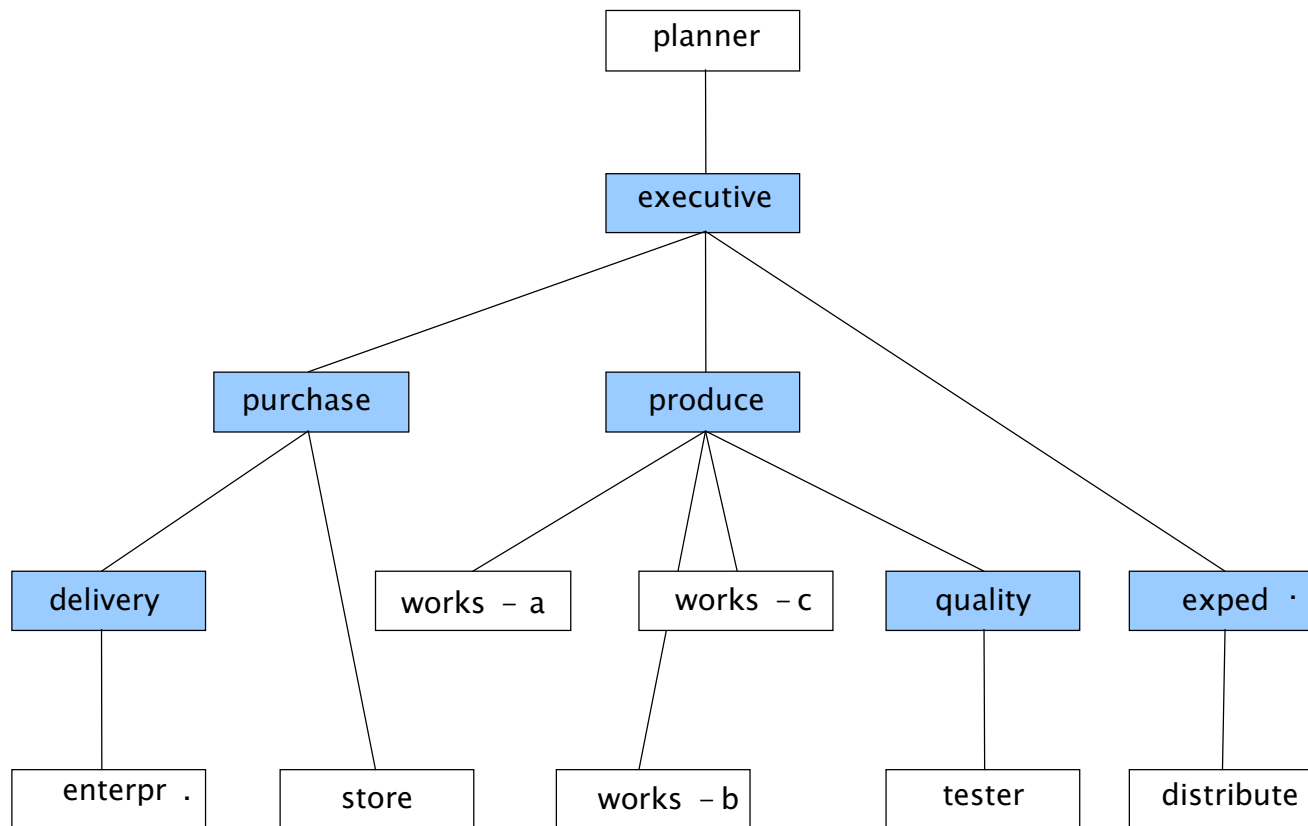 planner
executive
purchase
produce
delivery
works – a
works – c
quality
exped .
enterpr .
store
works – b
tester
distribute